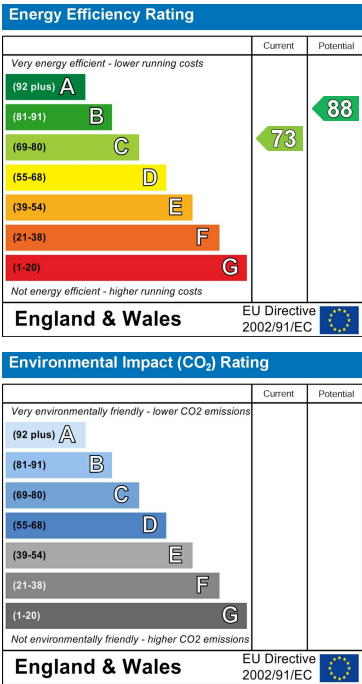 Energy Efficiency Rating
Current Potential
Very energy efficient - lower running costs
(92 plus) A
(81-91) B
88
(69-80) C
73
(55-68) D
(39-54) E
(21-38) F
(1-20) G
Not energy efficient - higher running costs
England & Wales
EU Directive
2002/91/EC
Environmental Impact (CO₂) Rating
Current Potential
Very environmentally friendly - lower CO2 emissions
(92 plus) A
(81-91) B
(69-80) C
(55-68) D
(39-54) E
(21-38) F
(1-20) G
Not environmentally friendly - higher CO2 emissions
England & Wales
EU Directive
2002/91/EC